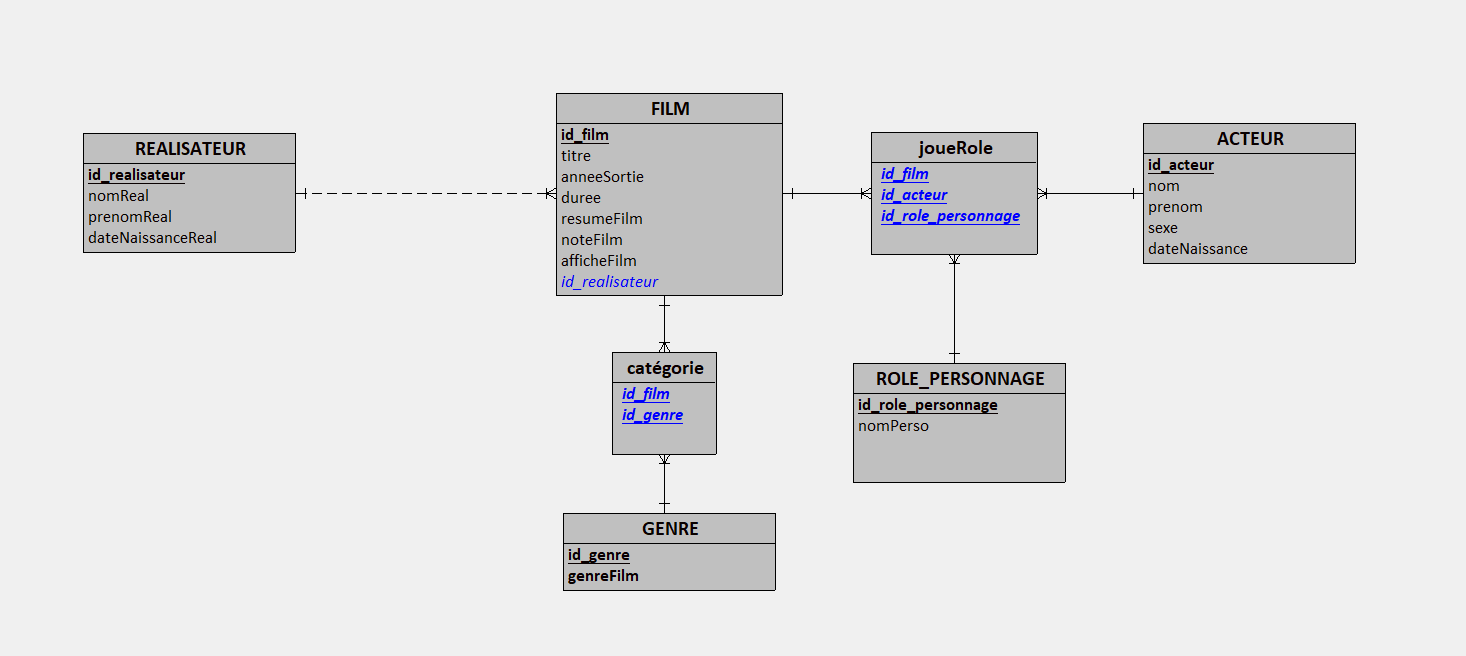 REALISATEUR
id_realisateur
nomReal
prenomReal
dateNaissanceReal
FILM
id_film
titre
anneeSortie
duree
resumeFilm
noteFilm
afficheFilm
id_realisateur
joueRole
id_film
id_acteur
id_role_personnage
ACTEUR
id_acteur
nom
prenom
sexe
dateNaissance
catégorie
id_film
id_genre
ROLE_PERSONNAGE
id_role_personnage
nomPerso
GENRE
id_genre
genreFilm